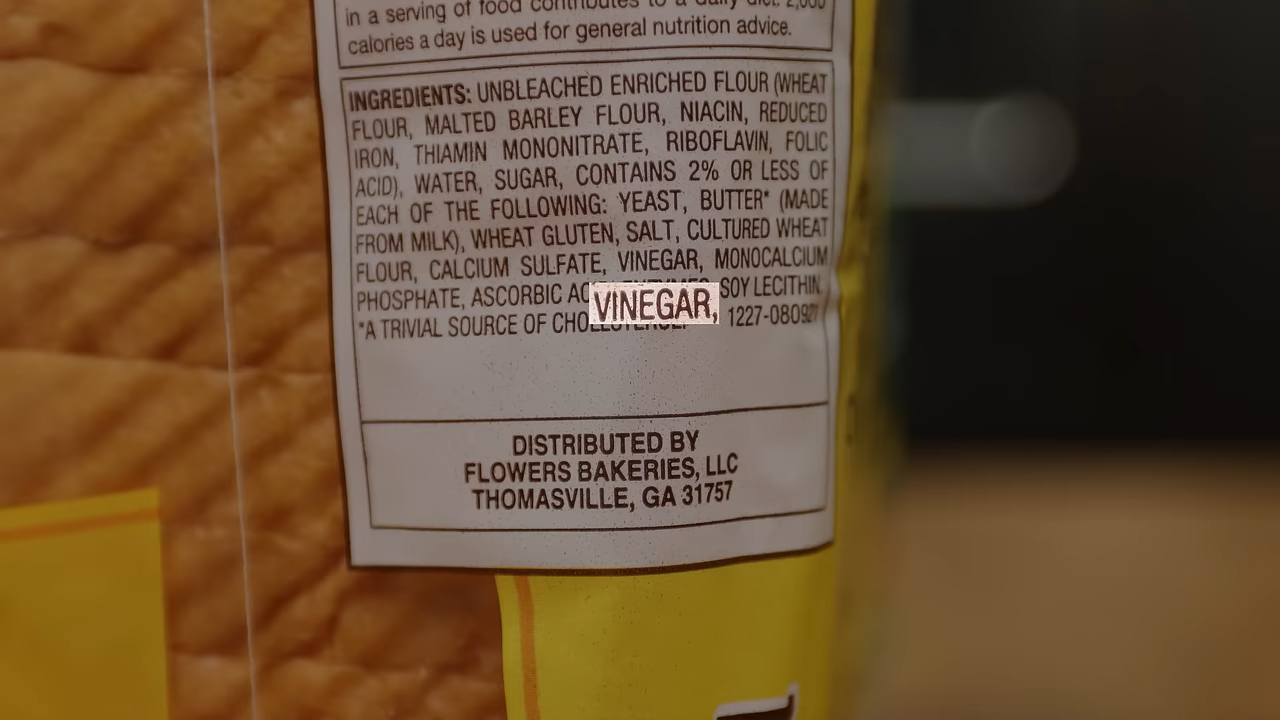 in a serving of food contributes to a daily diet. 2,000
calories a day is used for general nutrition advice.
INGREDIENTS: UNBLEACHED ENRICHED FLOUR (WHEAT
FLOUR, MALTED BARLEY FLOUR, NIACIN, REDUCED
IRON, THIAMIN MONONITRATE, RIBOFLAVIN, FOLIC
ACID), WATER, SUGAR, CONTAINS 2% OR LESS OF
EACH OF THE FOLLOWING: YEAST, BUTTER* (MADE
FROM MILK), WHEAT GLUTEN, SALT, CULTURED WHEAT
FLOUR, CALCIUM SULFATE, VINEGAR, MONOCALCIUM
PHOSPHATE, ASCORBIC SOY LECITHIN.
VINEGAR,
*A TRIVIAL SOURCE OF CHOLESTEROL.
DISTRIBUTED BY
FLOWERS BAKERIES, LLC
THOMASVILLE, GA 31757